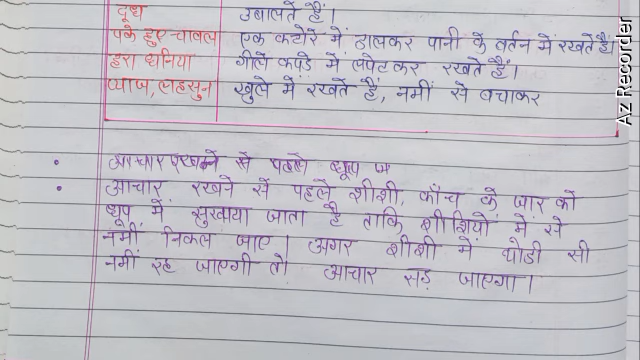 दूध उबालते हैं।
पके हुए चावल एक कटोरे में डालकर पानी के बर्तन में रखते हैं।
हरा धनिया गीले कपडे में लपेटकर रखते हैं।
प्याज, लहसुन खुले में रखते हैं, नमीं से बचाकर
• आचार रखने से पहले धूप
• आचार रखने से पहले शीशी, काँच के जार को
धूप में सुखाया जाता है ताकि शीशियों में से
नमीं निकल जाए। अगर शीशी में थोडी सी
नमीं रह जाएगी तो आचार सड़ जाएगा।
Az Recorder